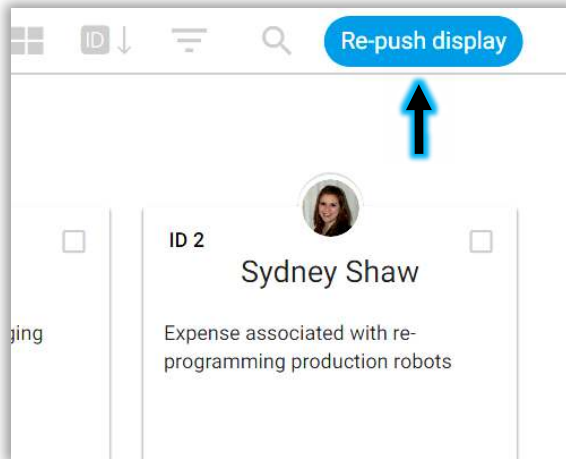 ID
Re-push display
ID 2
Sydney Shaw
ging
Expense associated with re-
programming production robots